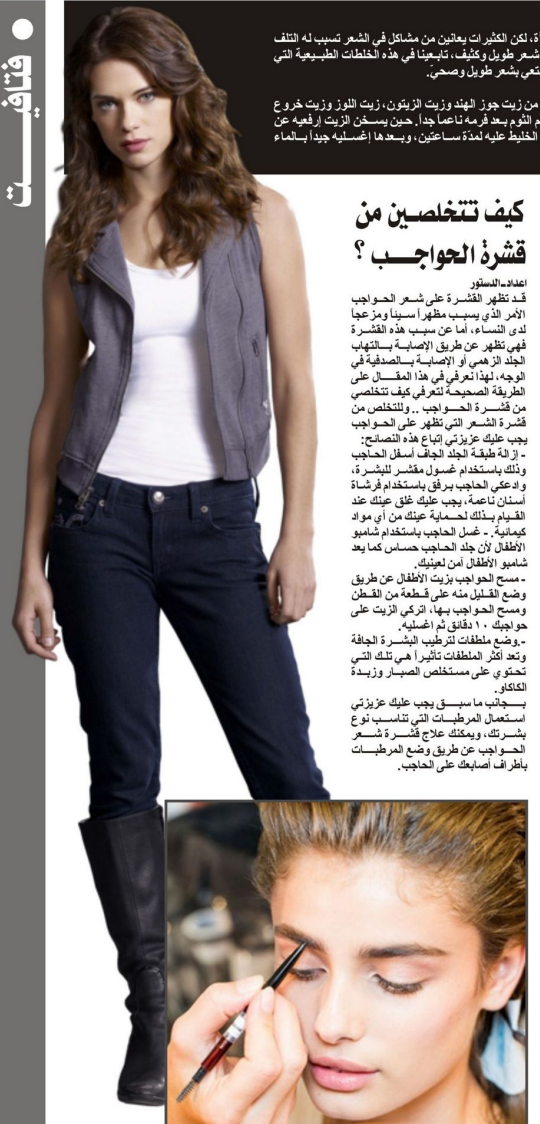 فتافيت
ة، لكن الكثيرات يعانين من مشاكل في الشعر تسبب له التلف
شعر طويل وكثيف، تابعينا في هذه الخلطات الطبيعية التي
تعي بشعر طويل وصحيّ.
من زيت جوز الهند وزيت الزيتون، زيت اللوز وزيت خروع
م الثوم بعد فرمه ناعماً جداً. حين يسخن الزيت إرفعيه عن
الخليط عليه لمدّة ساعتين، وبعدها إغسليه جيداً بالماء
كيف تتخلصين من
قشرة الحواجب ؟
اعداد-الدستور
قد تظهر القشرة على شعر الحواجب
الأمر الذي يسبب مظهراً سيئاً ومزعجاً
لدى النساء، أما عن سبب هذه القشرة
فهي تظهر عن طريق الإصابة بالتهاب
الجلد الزهمي أو الإصابة بالصدفية في
الوجه، لهذا نعرفي في هذا المقال على
الطريقة الصحيحة لتعرفي كيف تتخلصي
من قشرة الحواجب .. وللتخلص من
قشرة الشعر التي تظهر على الحواجب
يجب عليك عزيزتي إتباع هذه النصائح:
- إزالة طبقة الجلد الجاف أسفل الحاجب
وذلك باستخدام غسول مقشر للبشرة،
وادعكي الحاجب برفق باستخدام فرشاة
أسنان ناعمة، يجب عليك غلق عينك عند
القيام بذلك لحماية عينك من أي مواد
كيمائية. - غسل الحاجب باستخدام شامبو
الأطفال لأن جلد الحاجب حساس كما يعد
شامبو الأطفال آمن لعينيك.
- مسح الحواجب بزيت الأطفال عن طريق
وضع القليل منه على قطعة من القطن
ومسح الحواجب بها، اتركي الزيت على
حواجبك ١٠ دقائق ثم اغسليه.
-.وضع ملطفات لترطيب البشرة الجافة
وتعد أكثر الملطفات تأثيراً هي تلك التي
تحتوي على مستخلص الصبار وزبدة
الكاكاو.
بجانب ما سبق يجب عليك عزيزتي
استعمال المرطبات التي تناسب نوع
بشرتك، ويمكنك علاج قشرة شعر
الحواجب عن طريق وضع المرطبات
بأطراف أصابعك على الحاجب.